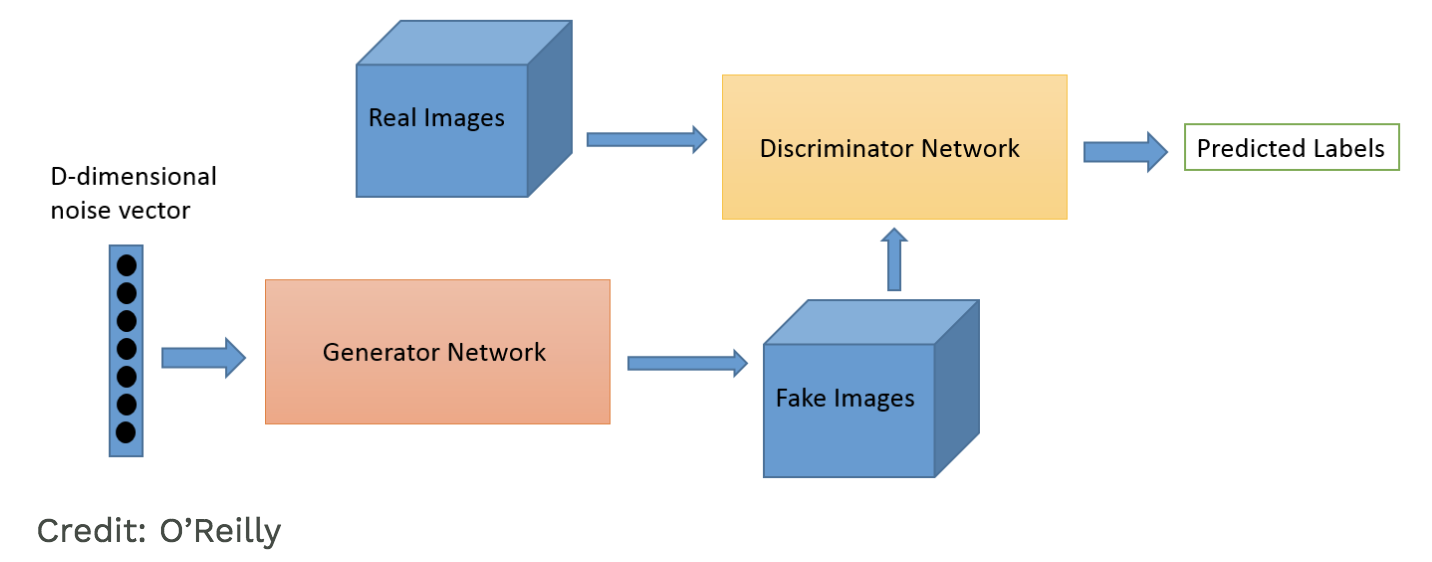 Real Images
Discriminator Network
Predicted Labels
D-dimensional
noise vector
Generator Network
Fake Images
Credit: O’Reilly